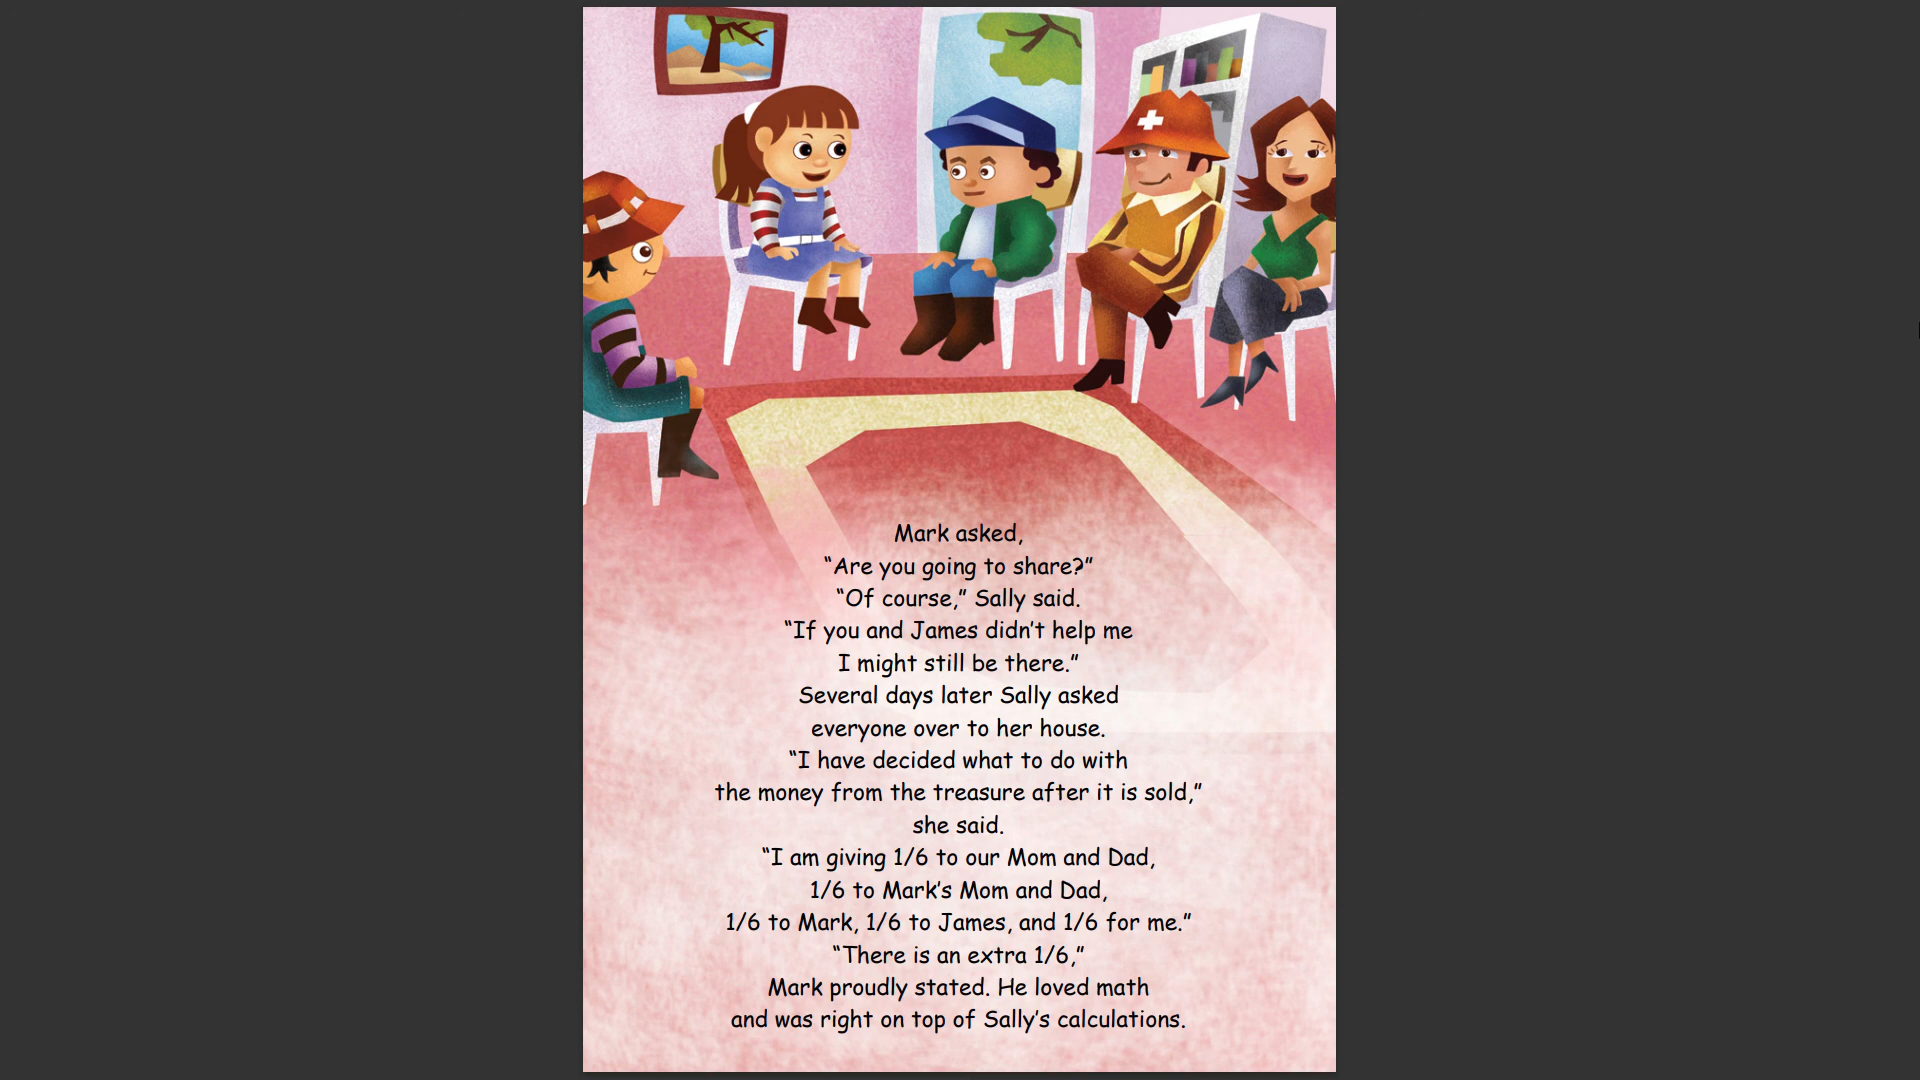 Mark asked,
“Are you going to share?”
“Of course,” Sally said.
“If you and James didn’t help me
I might still be there.”
Several days later Sally asked
everyone over to her house.
“I have decided what to do with
the money from the treasure after it is sold,”
she said.
“I am giving 1/6 to our Mom and Dad,
1/6 to Mark’s Mom and Dad,
1/6 to Mark, 1/6 to James, and 1/6 for me.”
“There is an extra 1/6,”
Mark proudly stated. He loved math
and was right on top of Sally’s calculations.